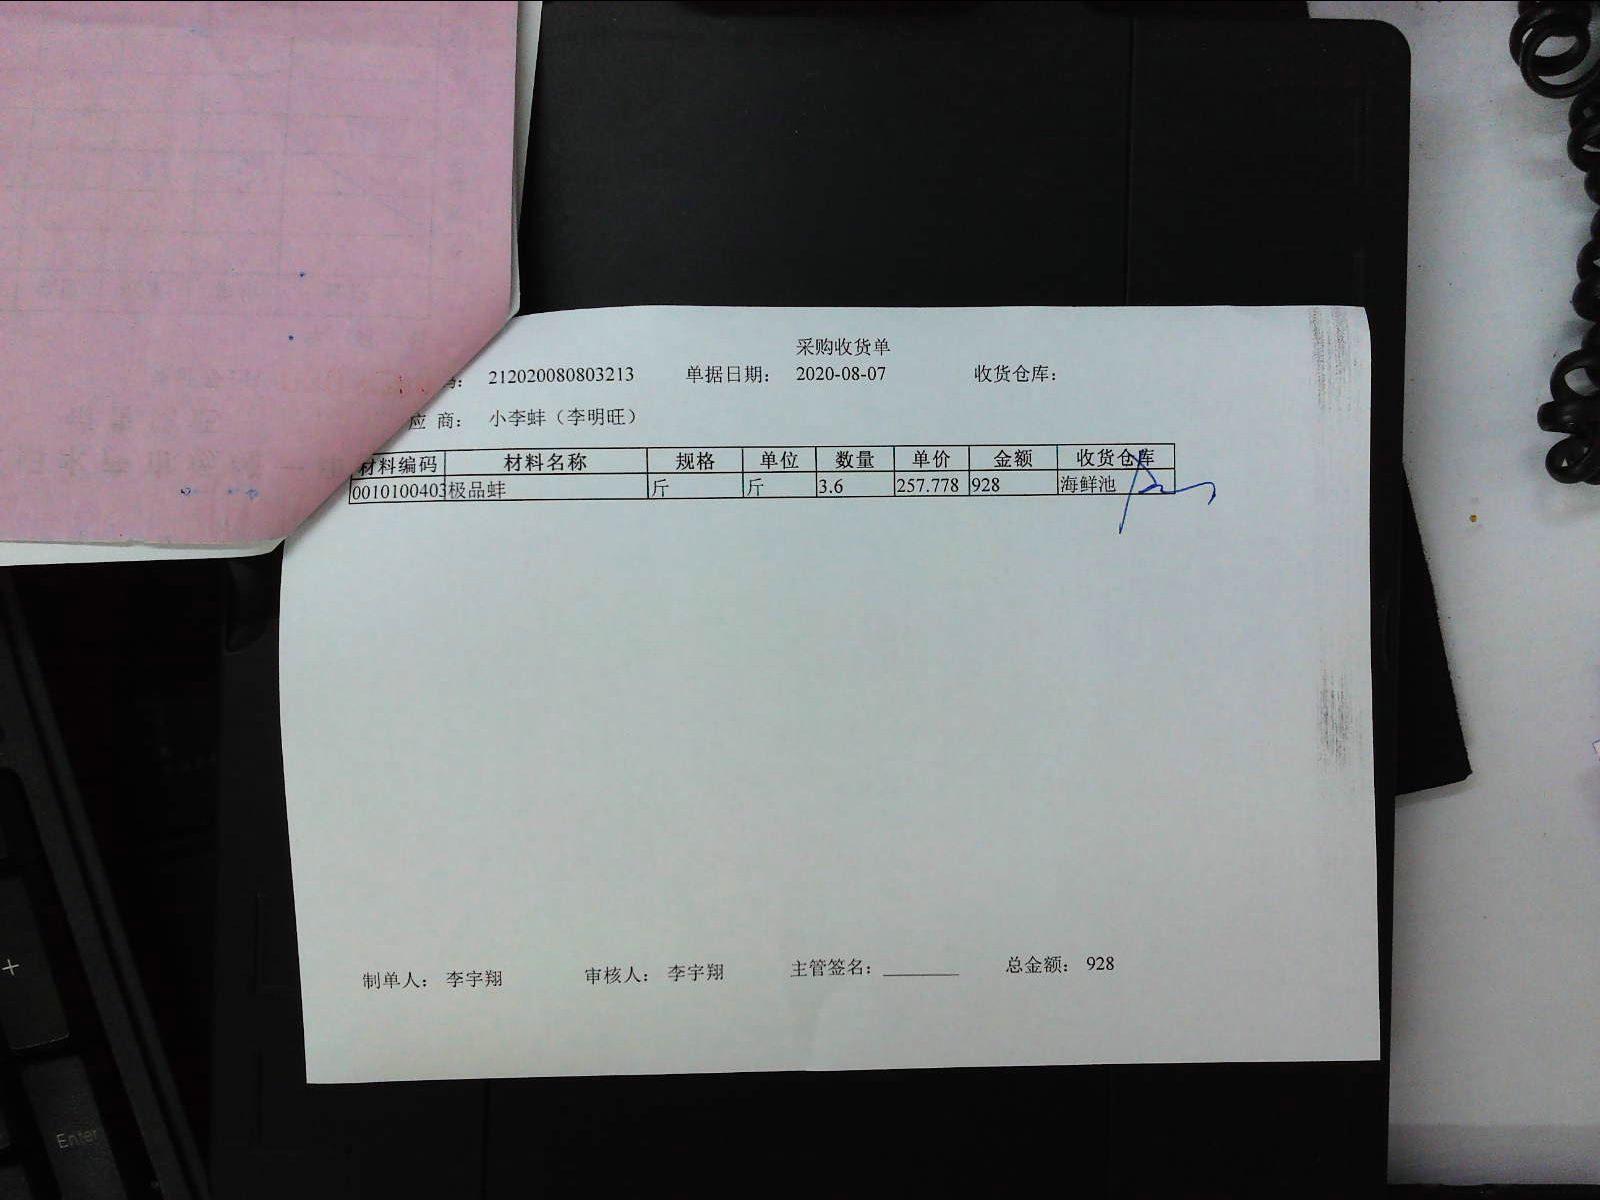 采购收货单
码： 212020080803213 单据日期： 2020-08-07 收货仓库：
应 商： 小李蚌（李明旺）
材料编码 材料名称 规格 单位 数量 单价 金额 收货仓库
0010100403 极品蚌 斤 斤 3.6 257.778 928 海鲜池
制单人： 李宇翔 审核人： 李宇翔 主管签名：________ 总金额： 928
+
Enter